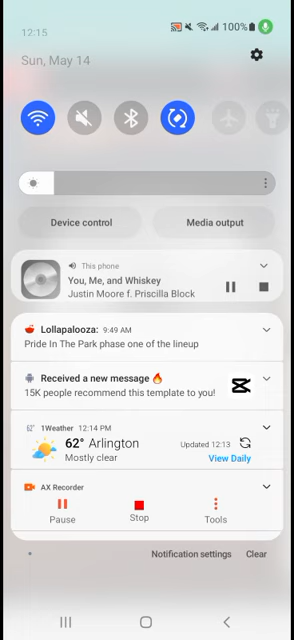 12:15
100%
Sun, May 14
Device control
Media output
This phone
You, Me, and Whiskey
Justin Moore f. Priscilla Block
Lollapalooza: 9:49 AM
Pride In The Park phase one of the lineup
Received a new message 🔥
15K people recommend this template to you!
62° 1Weather 12:14 PM
62° Arlington
Updated 12:13
Mostly clear
View Daily
AX Recorder
Pause
Stop
Tools
Notification settings
Clear